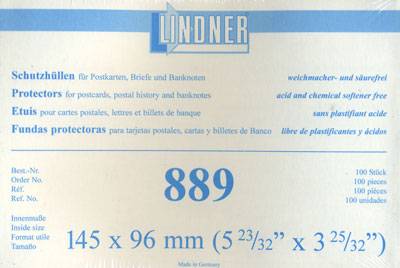 LINDNER
Schutzhüllen für Postkarten, Briefe und Banknoten weichmacher- und säurefrei
Protectors for postcards, postal history and banknotes acid and chemical softener free
Etuis pour cartes postales, lettres et billets de banque sans plastifiant acide
Fundas protectoras para tarjetas postales, cartas y billetes de Banco libre de plastificantes y ácidos
Best.-Nr. 100 Stück
Order No. 889 100 pieces
Réf. 100 pièces
Ref. No. 100 unidades
Innenmaße
Inside size
Format utile 145 x 96 mm (5 23/32" x 3 25/32")
Tamaño
Made in Germany